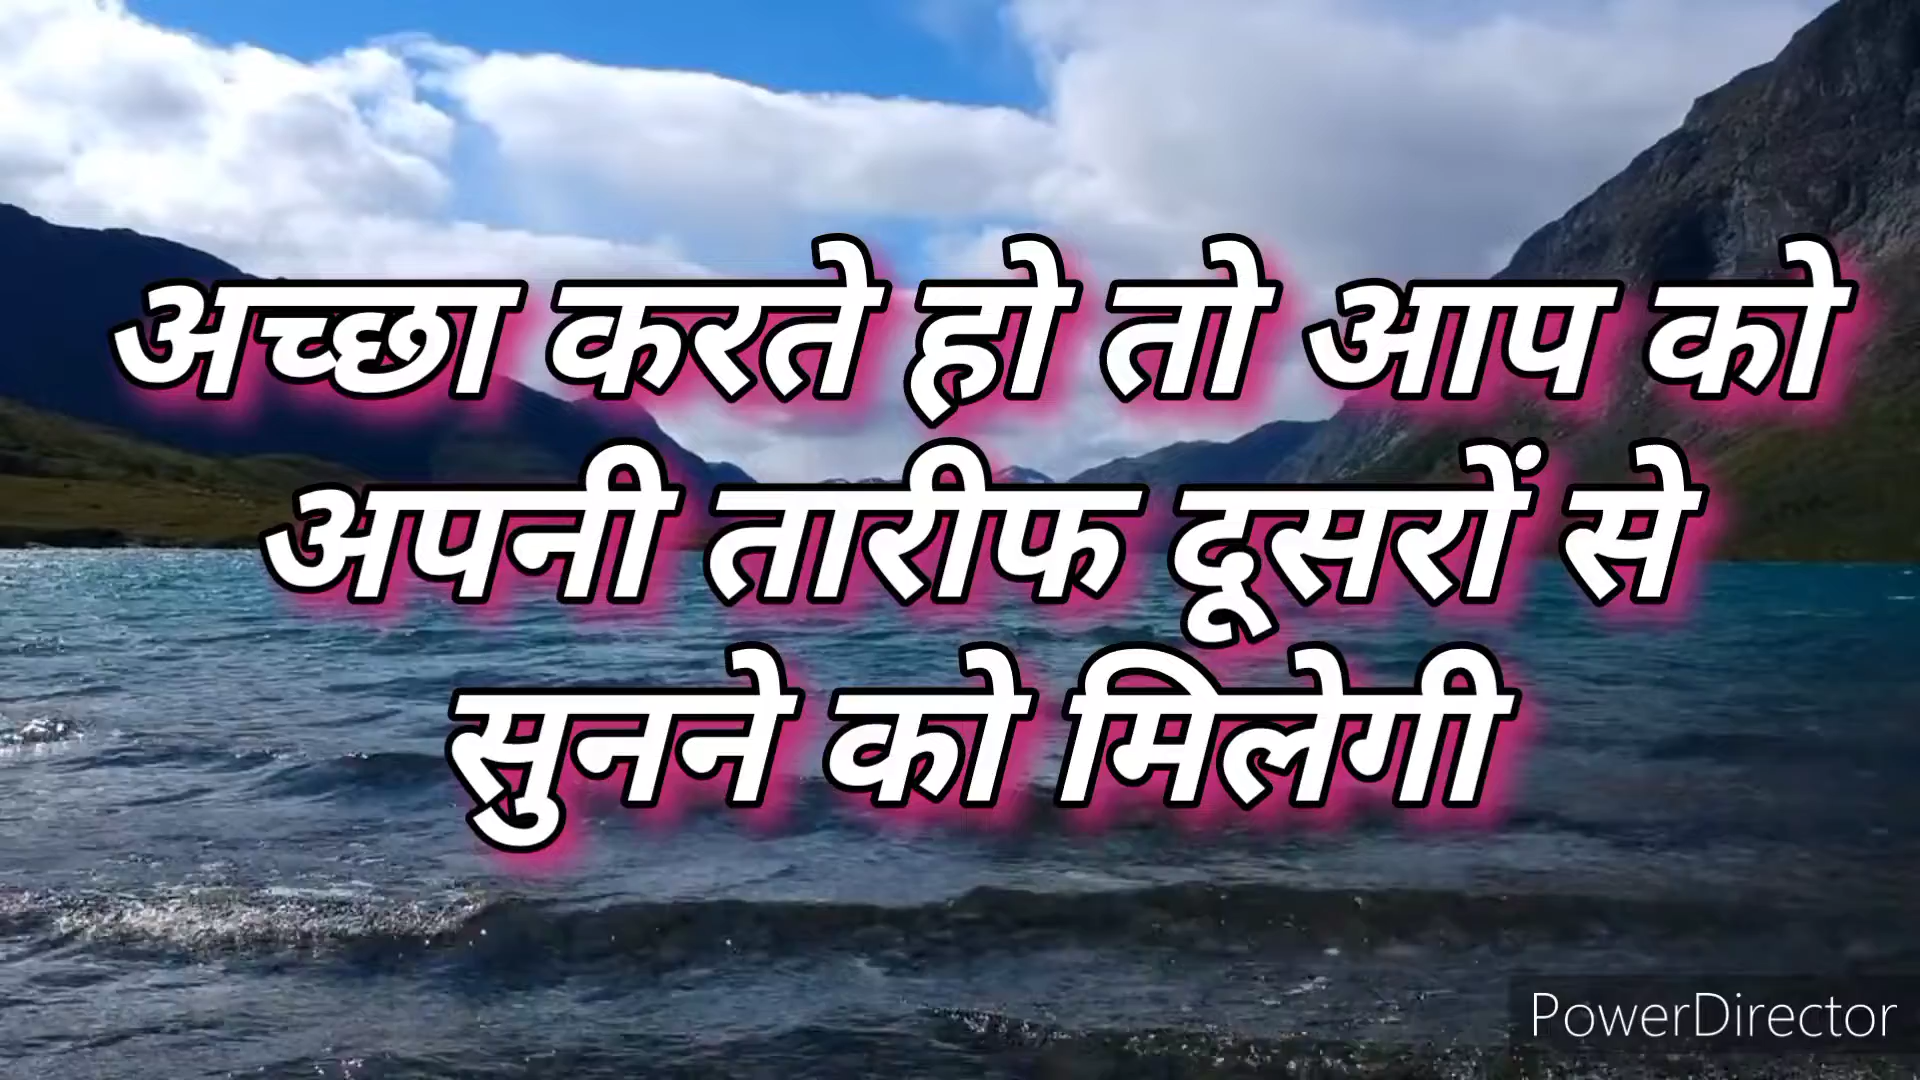 अच्छा करते हो तो आप को
अपनी तारीफ दूसरों से
सुनने को मिलेगी
PowerDirector